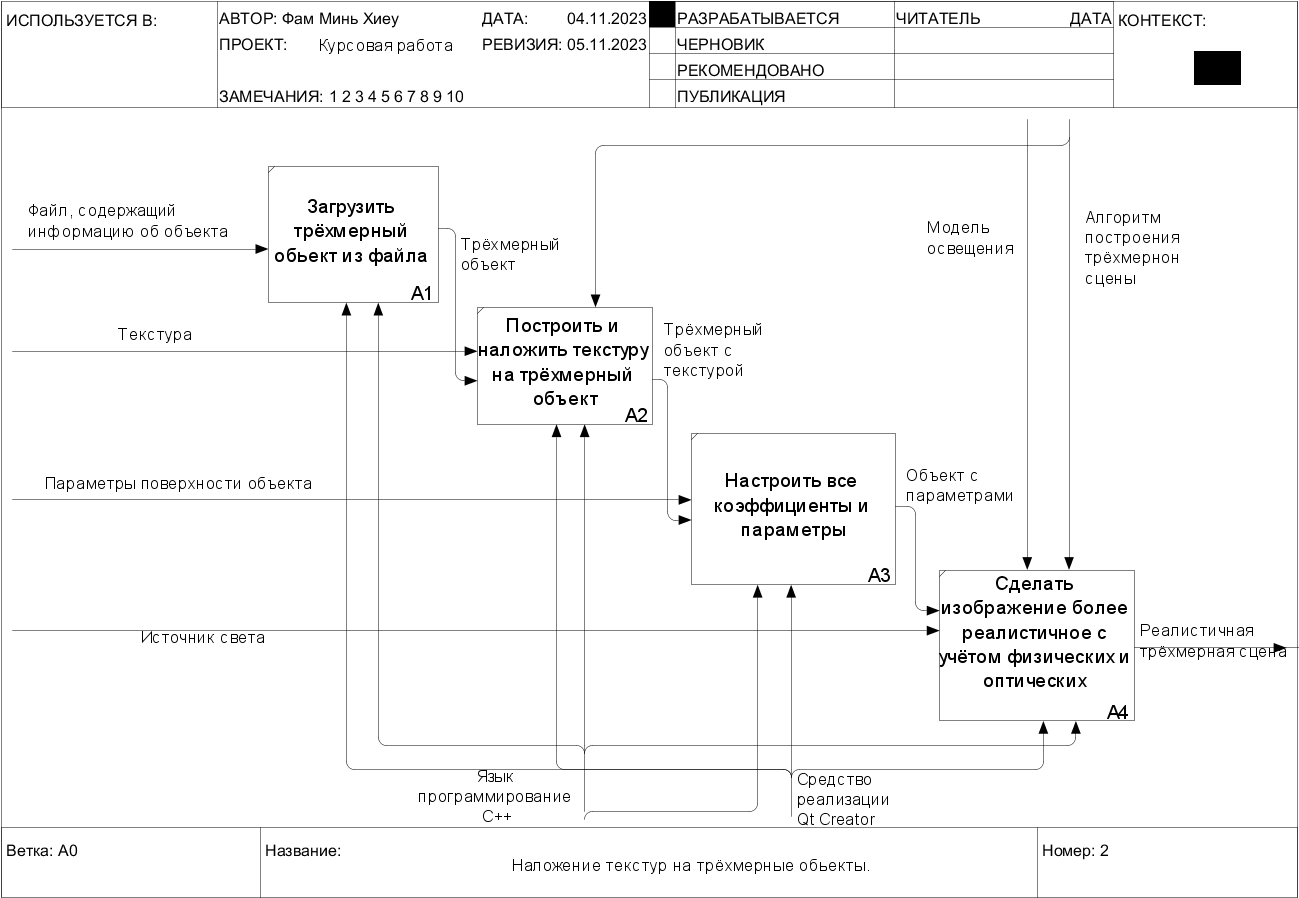 ИСПОЛЬЗУЕТСЯ В:
АВТОР: Фам Минь Хиеу
ДАТА: 04.11.2023
ПРОЕКТ: Курсовая работа
РЕВИЗИЯ: 05.11.2023
ЗАМЕЧАНИЯ: 1 2 3 4 5 6 7 8 9 10
РАЗРАБАТЫВАЕТСЯ
ЧЕРНОВИК
РЕКОМЕНДОВАНО
ПУБЛИКАЦИЯ
ЧИТАТЕЛЬ
ДАТА
КОНТЕКСТ:
Файл, содержащий
информацию об объекта
Загрузить
трёхмерный
обьект из файла
A1
Трёхмерный
объект
Модель
освещения
Алгоритм
построения
трёхмернон
сцены
Текстура
Построить и
наложить текстуру
на трёхмерный
объект
A2
Трёхмерный
объект с
текстурой
Параметры поверхности объекта
Настроить все
коэффициенты и
параметры
A3
Объект с
параметрами
Источник света
Сделать
изображение более
реалистичное с
учётом физических и
оптических
A4
Реалистичная
трёхмерная сцена
Язык
программирование
C++
Средство
реализации
Qt Creator
Ветка: A0
Название:
Наложение текстур на трёхмерные обьекты.
Номер: 2